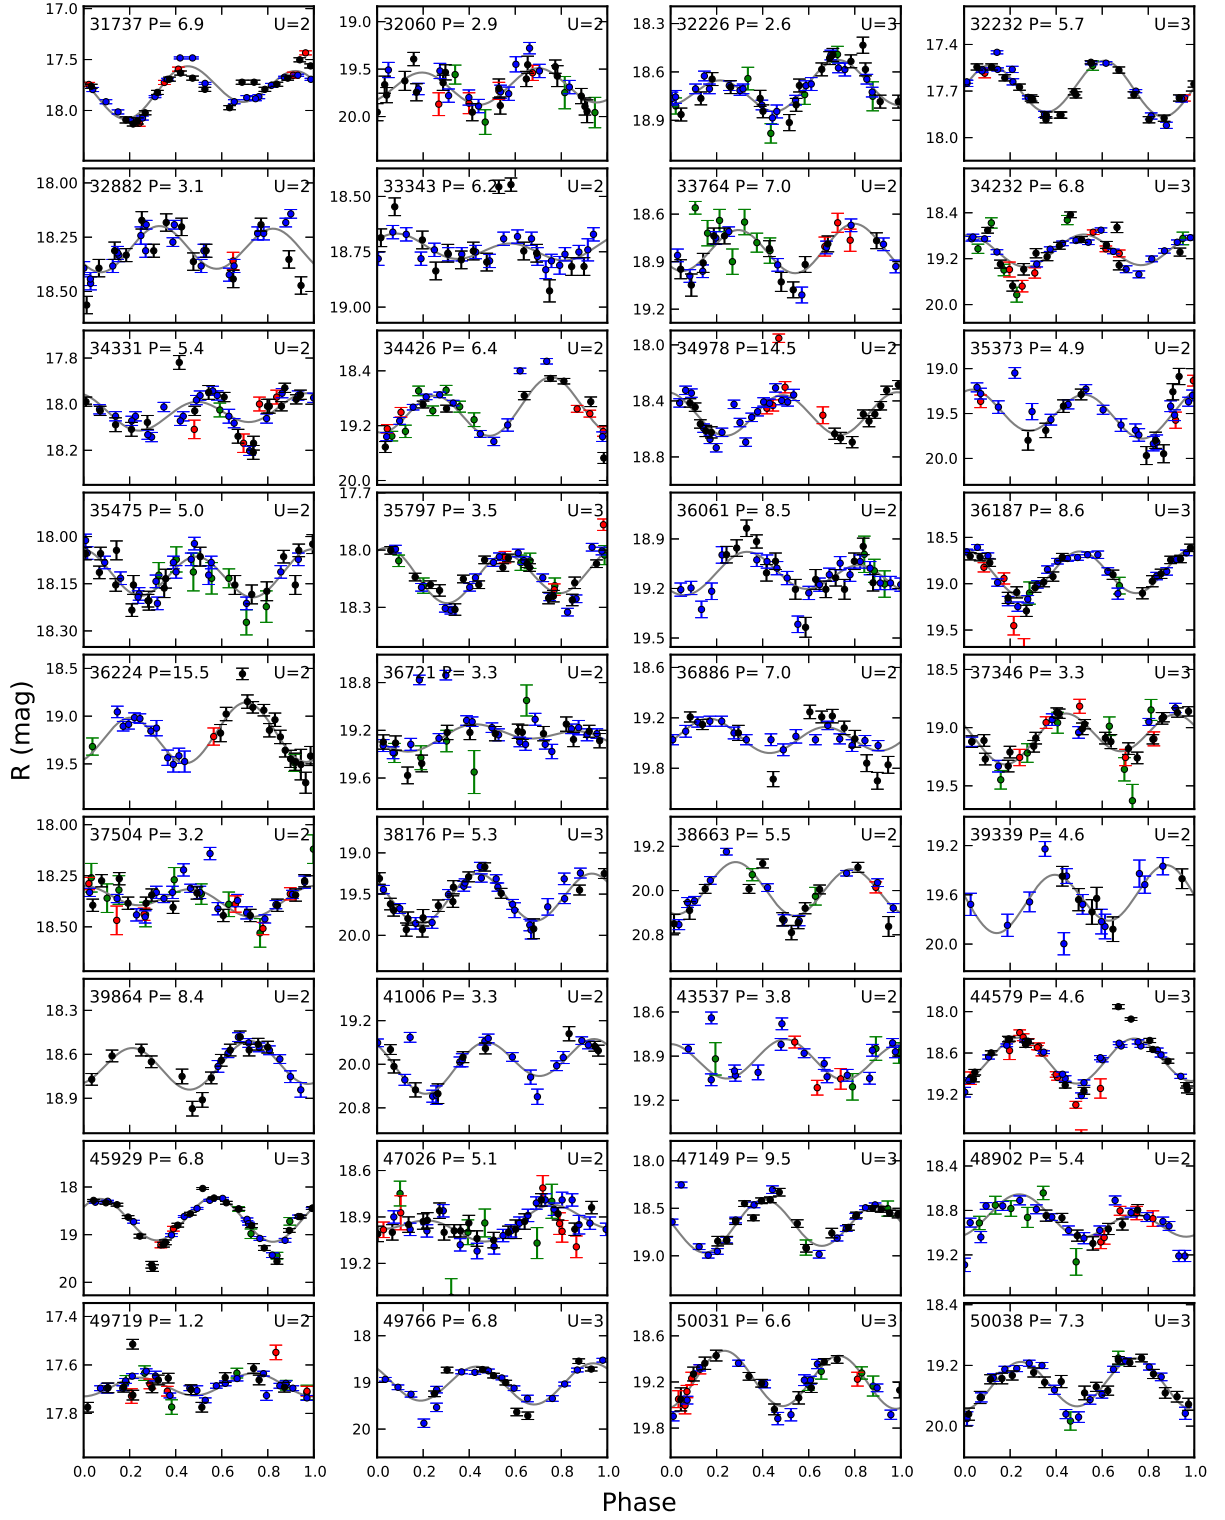 31737 P= 6.9 U=2
17.0
17.5
18.0
32060 P= 2.9 U=2
19.0
19.5
20.0
32226 P= 2.6 U=3
18.3
18.6
18.9
32232 P= 5.7 U=3
17.4
17.7
18.0
32882 P= 3.1 U=2
18.00
18.25
18.50
33343 P= 6.2 U=2
18.50
18.75
19.00
33764 P= 7.0 U=2
18.6
18.9
19.2
34232 P= 6.8 U=3
18.4
19.2
20.0
34331 P= 5.4 U=2
17.8
18.0
18.2
34426 P= 6.4 U=2
18.4
19.2
20.0
34978 P=14.5 U=2
18.0
18.4
18.8
35373 P= 4.9 U=2
19.0
19.5
20.0
35475 P= 5.0 U=2
18.00
18.15
18.30
35797 P= 3.5 U=3
17.7
18.0
18.3
36061 P= 8.5 U=2
18.9
19.2
19.5
36187 P= 8.6 U=3
18.5
19.0
19.5
36224 P=15.5 U=2
18.5
19.0
19.5
36721 P= 3.3 U=2
18.8
19.2
19.6
36886 P= 7.0 U=2
18.6
19.2
19.8
37346 P= 3.3 U=3
18.5
19.0
19.5
37504 P= 3.2 U=2
18.00
18.25
18.50
38176 P= 5.3 U=3
19.0
19.5
20.0
38663 P= 5.5 U=2
19.2
20.0
20.8
39339 P= 4.6 U=2
19.2
19.6
20.0
39864 P= 8.4 U=2
18.3
18.6
18.9
41006 P= 3.3 U=2
19.2
20.0
20.8
43537 P= 3.8 U=2
18.6
18.9
19.2
44579 P= 4.6 U=3
18.0
18.6
19.2
45929 P= 6.8 U=3
18
19
20
47026 P= 5.1 U=2
18.6
18.9
19.2
47149 P= 9.5 U=3
18.0
18.5
19.0
48902 P= 5.4 U=2
18.4
18.8
19.2
49719 P= 1.2 U=2
17.4
17.6
17.8
49766 P= 6.8 U=3
18
19
20
50031 P= 6.6 U=3
18.6
19.2
19.8
50038 P= 7.3 U=3
18.4
19.2
20.0
0.0 0.2 0.4 0.6 0.8 1.0
0.0 0.2 0.4 0.6 0.8 1.0
0.0 0.2 0.4 0.6 0.8 1.0
0.0 0.2 0.4 0.6 0.8 1.0
R (mag)
Phase